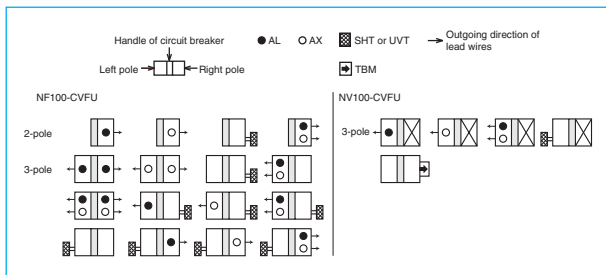 Handle of circuit breaker
AL
AX
SHT or UVT
Outgoing direction of
lead wires
Left pole
Right pole
TBM
NF100-CVFU
NV100-CVFU
2-pole
3-pole
3-pole